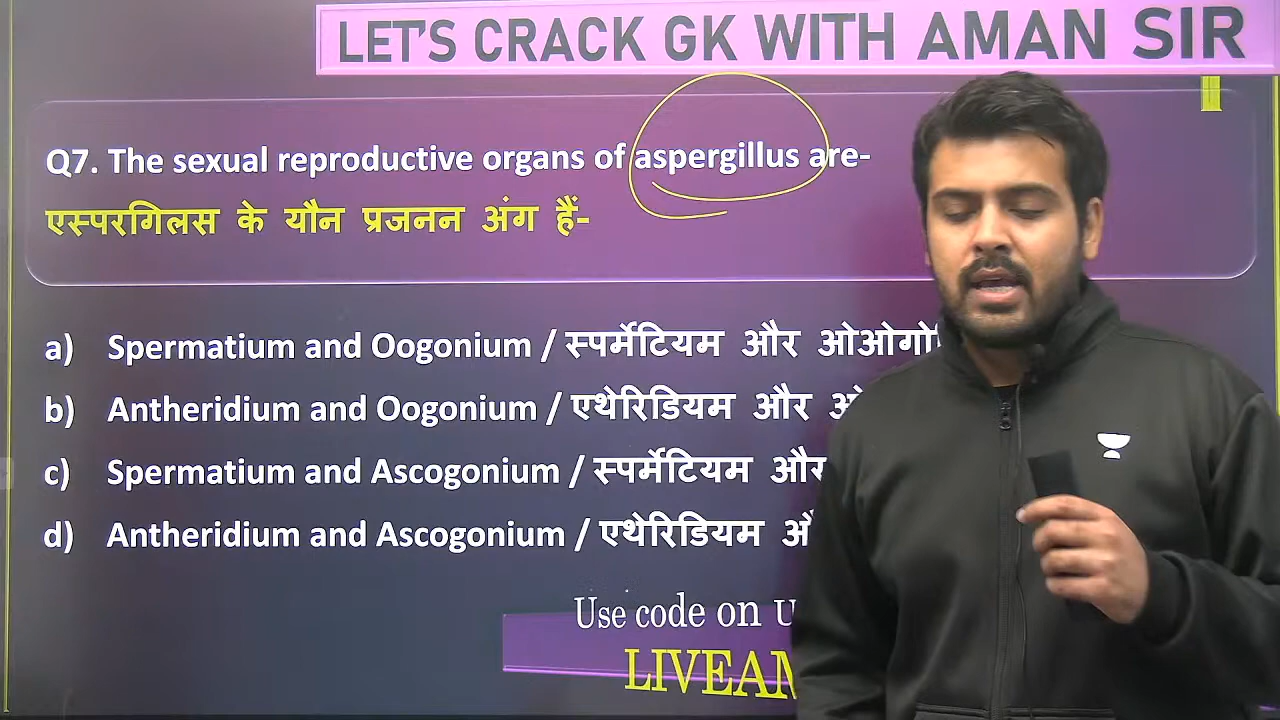 LET'S CRACK GK WITH AMAN SIR
Q7. The sexual reproductive organs of aspergillus are-
एस्परगिलस के यौन प्रजनन अंग हैं-
a) Spermatium and Oogonium / स्पर्मेटियम और
b) Antheridium and Oogonium / एथेरिडियम और
c) Spermatium and Ascogonium / स्पर्मेटियम और
d) Antheridium and Ascogonium / एथेरिडियम
Use code on